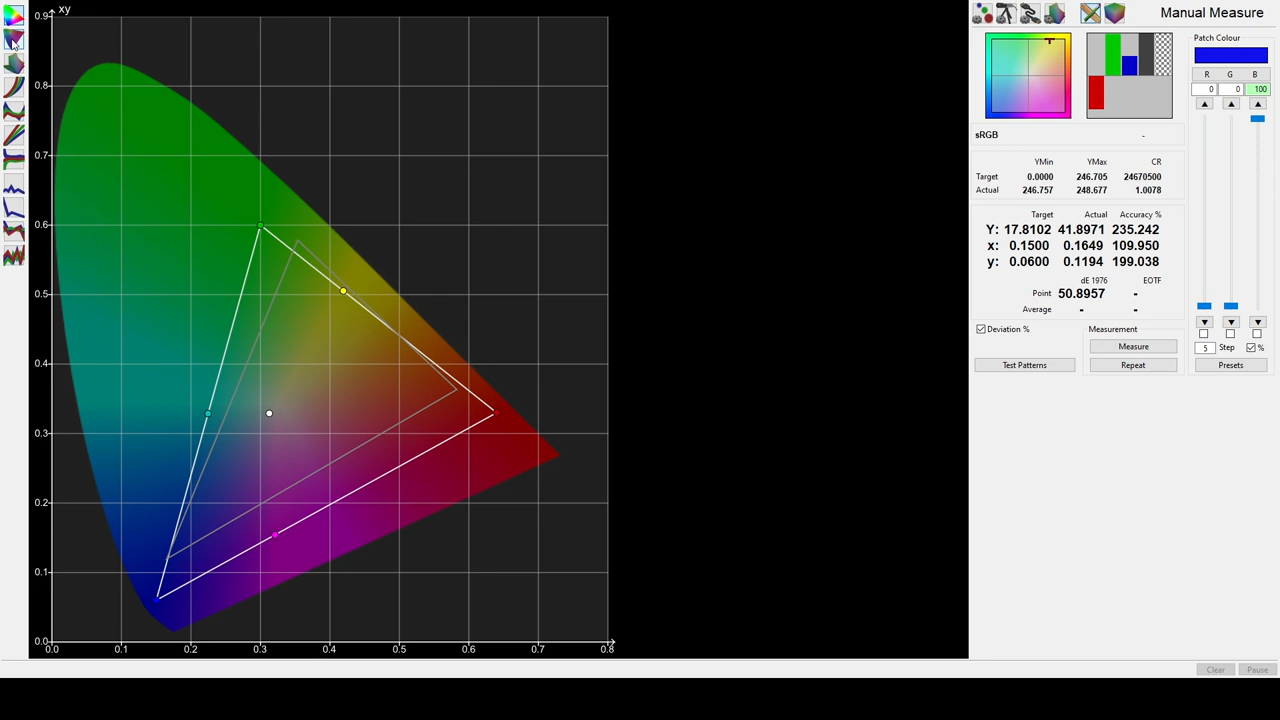 xy
0.9
0.8
0.7
0.6
0.5
0.4
0.3
0.2
0.1
0.0
0.0 0.1 0.2 0.3 0.4 0.5 0.6 0.7 0.8
Manual Measure
sRGB -
YMin YMax CR
Target 0.0000 246.705 24670500
Actual 246.757 248.677 1.0078
Target Actual Accuracy %
Y: 17.8102 41.8971 235.242
x: 0.1500 0.1649 109.950
y: 0.0600 0.1194 199.038
dE 1976 EOTF
Point 50.8957 -
Average - -
Deviation %
Measurement
Measure
Test Patterns Repeat
Patch Colour
R G B
0 0 100
5 Step %
Presets
Clear Pause